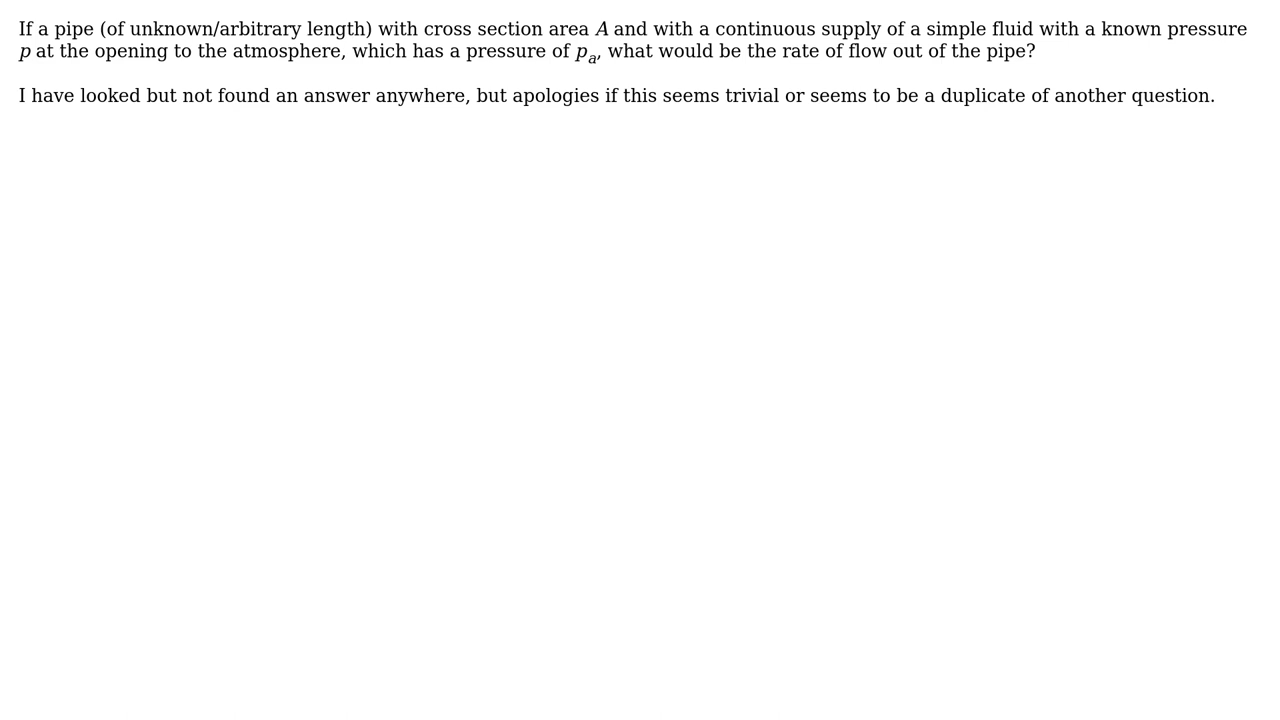 If a pipe (of unknown/arbitrary length) with cross section area A and with a continuous supply of a simple fluid with a known pressure
p at the opening to the atmosphere, which has a pressure of pa, what would be the rate of flow out of the pipe?
I have looked but not found an answer anywhere, but apologies if this seems trivial or seems to be a duplicate of another question.